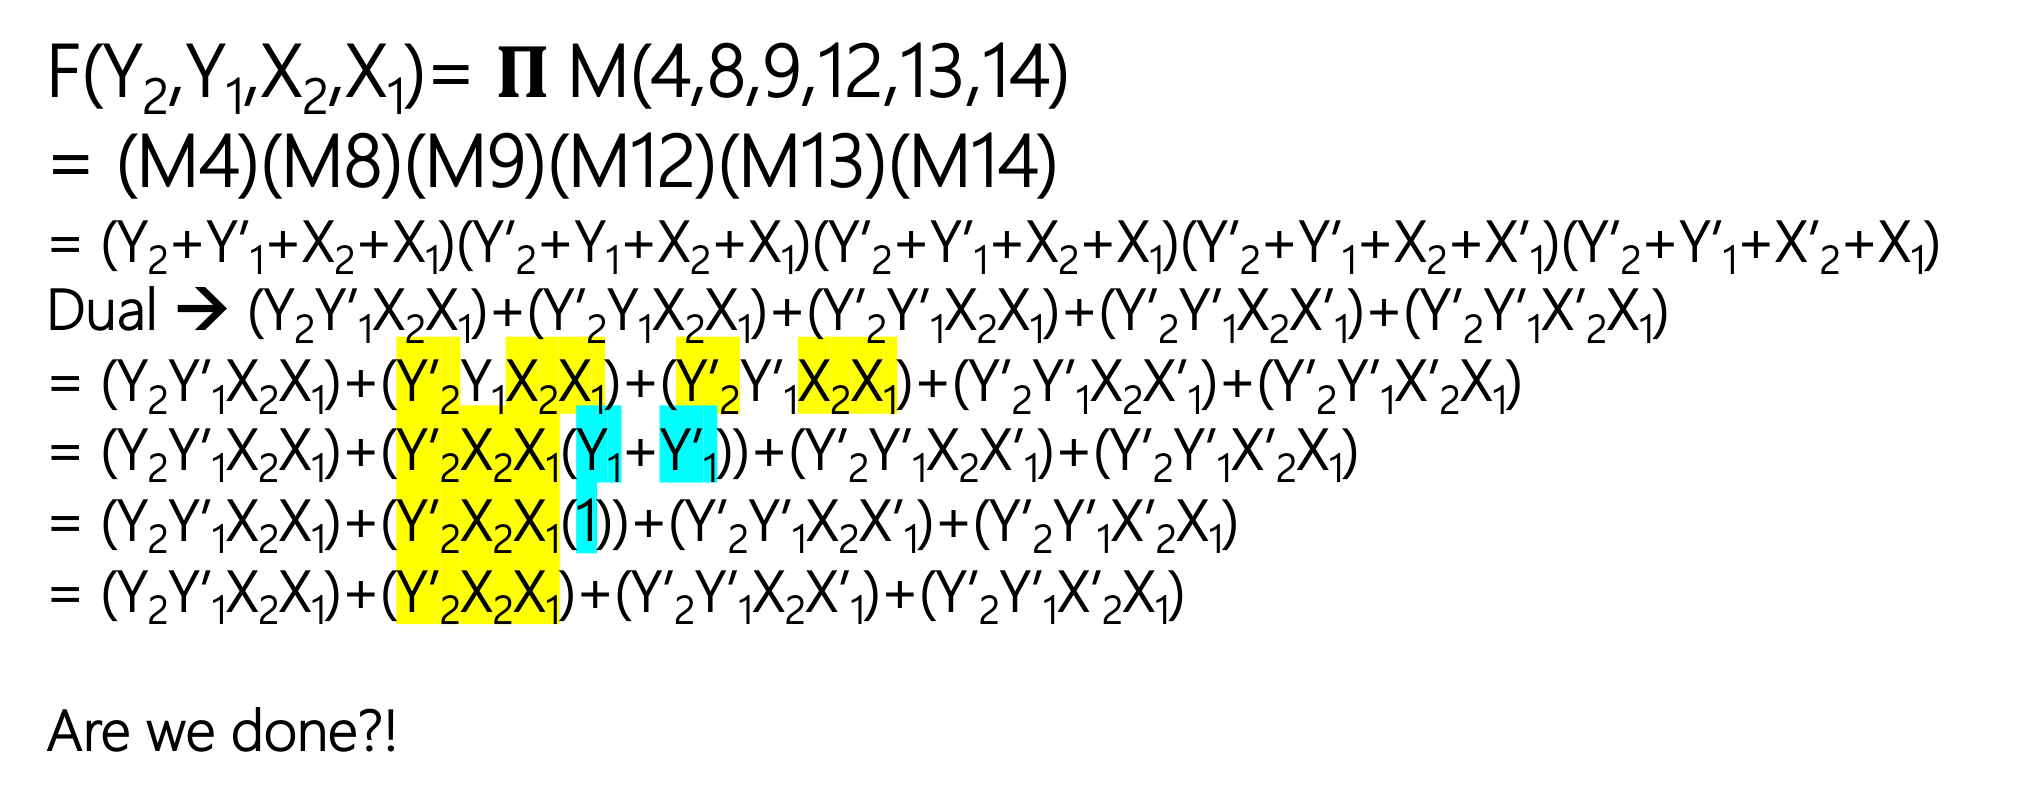 F(Y₂,Y₁,X₂,X₁)= Π M(4,8,9,12,13,14)
= (M4)(M8)(M9)(M12)(M13)(M14)
= (Y₂+Y′₁+X₂+X₁)(Y′₂+Y₁+X₂+X₁)(Y′₂+Y′₁+X₂+X₁)(Y′₂+Y′₁+X₂+X′₁)(Y′₂+Y′₁+X′₂+X₁)
Dual → (Y₂Y′₁X₂X₁)+(Y′₂Y₁X₂X₁)+(Y′₂Y′₁X₂X₁)+(Y′₂Y′₁X₂X′₁)+(Y′₂Y′₁X′₂X₁)
= (Y₂Y′₁X₂X₁)+(Y′₂Y₁X₂X₁)+(Y′₂Y′₁X₂X₁)+(Y′₂Y′₁X₂X′₁)+(Y′₂Y′₁X′₂X₁)
= (Y₂Y′₁X₂X₁)+(Y′₂X₂X₁(Y₁+Y′₁))+(Y′₂Y′₁X₂X′₁)+(Y′₂Y′₁X′₂X₁)
= (Y₂Y′₁X₂X₁)+(Y′₂X₂X₁(1))+(Y′₂Y′₁X₂X′₁)+(Y′₂Y′₁X′₂X₁)
= (Y₂Y′₁X₂X₁)+(Y′₂X₂X₁)+(Y′₂Y′₁X₂X′₁)+(Y′₂Y′₁X′₂X₁)
Are we done?!